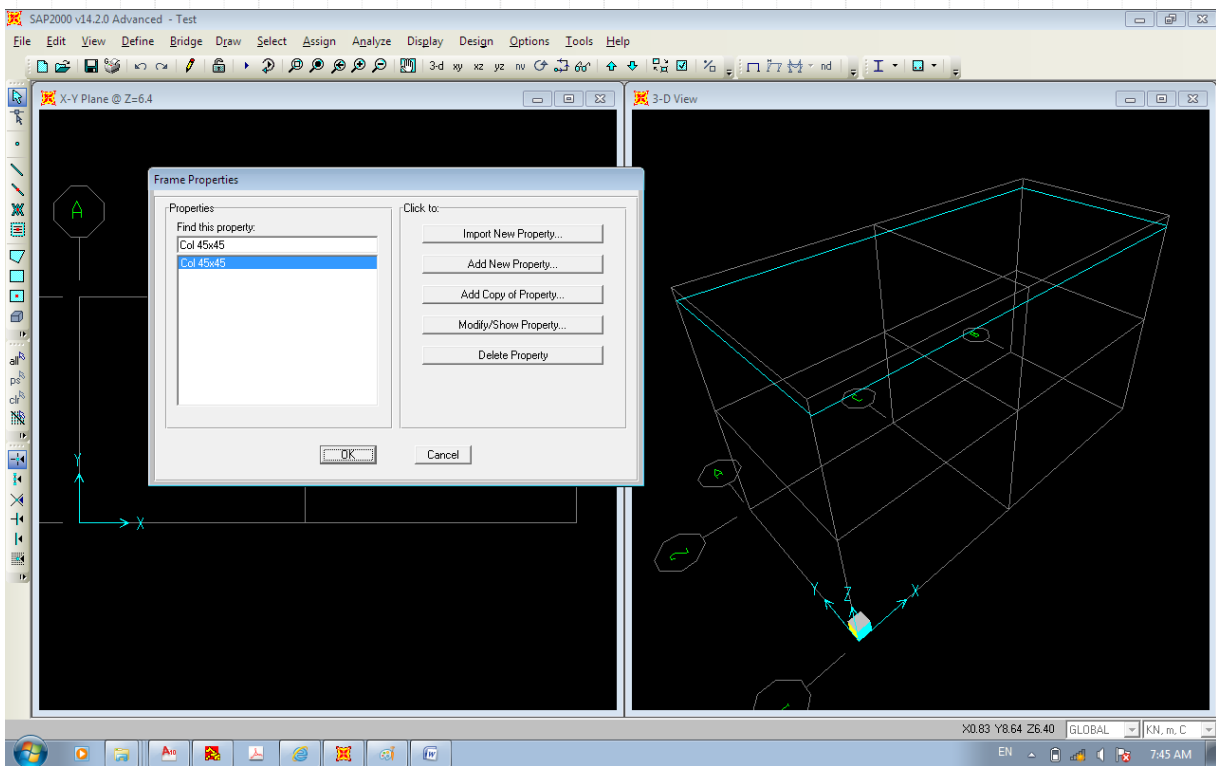 SAP2000 v14.2.0 Advanced - Test
File Edit View Define Bridge Draw Select Assign Analyze Display Design Options Tools Help
3-d xy xz yz nv nd
X-Y Plane @ Z=6.4
3-D View
A
Frame Properties
Properties
Find this property:
Col 45x45
Col 45x45
Click to:
Import New Property...
Add New Property...
Add Copy of Property...
Modify/Show Property...
Delete Property
OK
Cancel
all
ps
clr
Y
X
A
Y
Z
X
X0.83 Y8.64 Z6.40
GLOBAL
KN, m, C
EN
7:45 AM